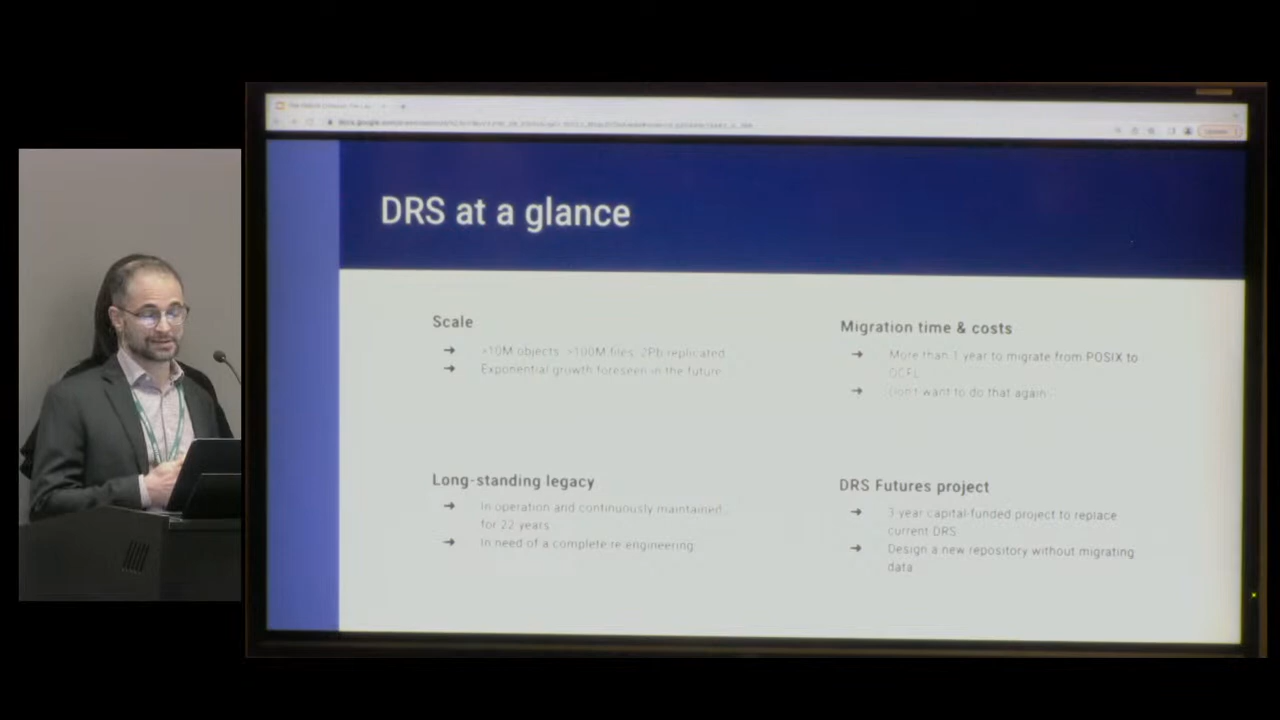 DRS at a glance
Scale
➔ >10M objects, >100M files, 2Pb replicated
➔ Exponential growth foreseen in the future
Long-standing legacy
➔ In operation and continuously maintained
for 22 years
➔ In need of a complete re-engineering
Migration time & costs
➔ More than 1 year to migrate from POSIX to
OCFL
➔ Don't want to do that again
DRS Futures project
➔ 3 year capital-funded project to replace
current DRS
➔ Design a new repository without migrating
data